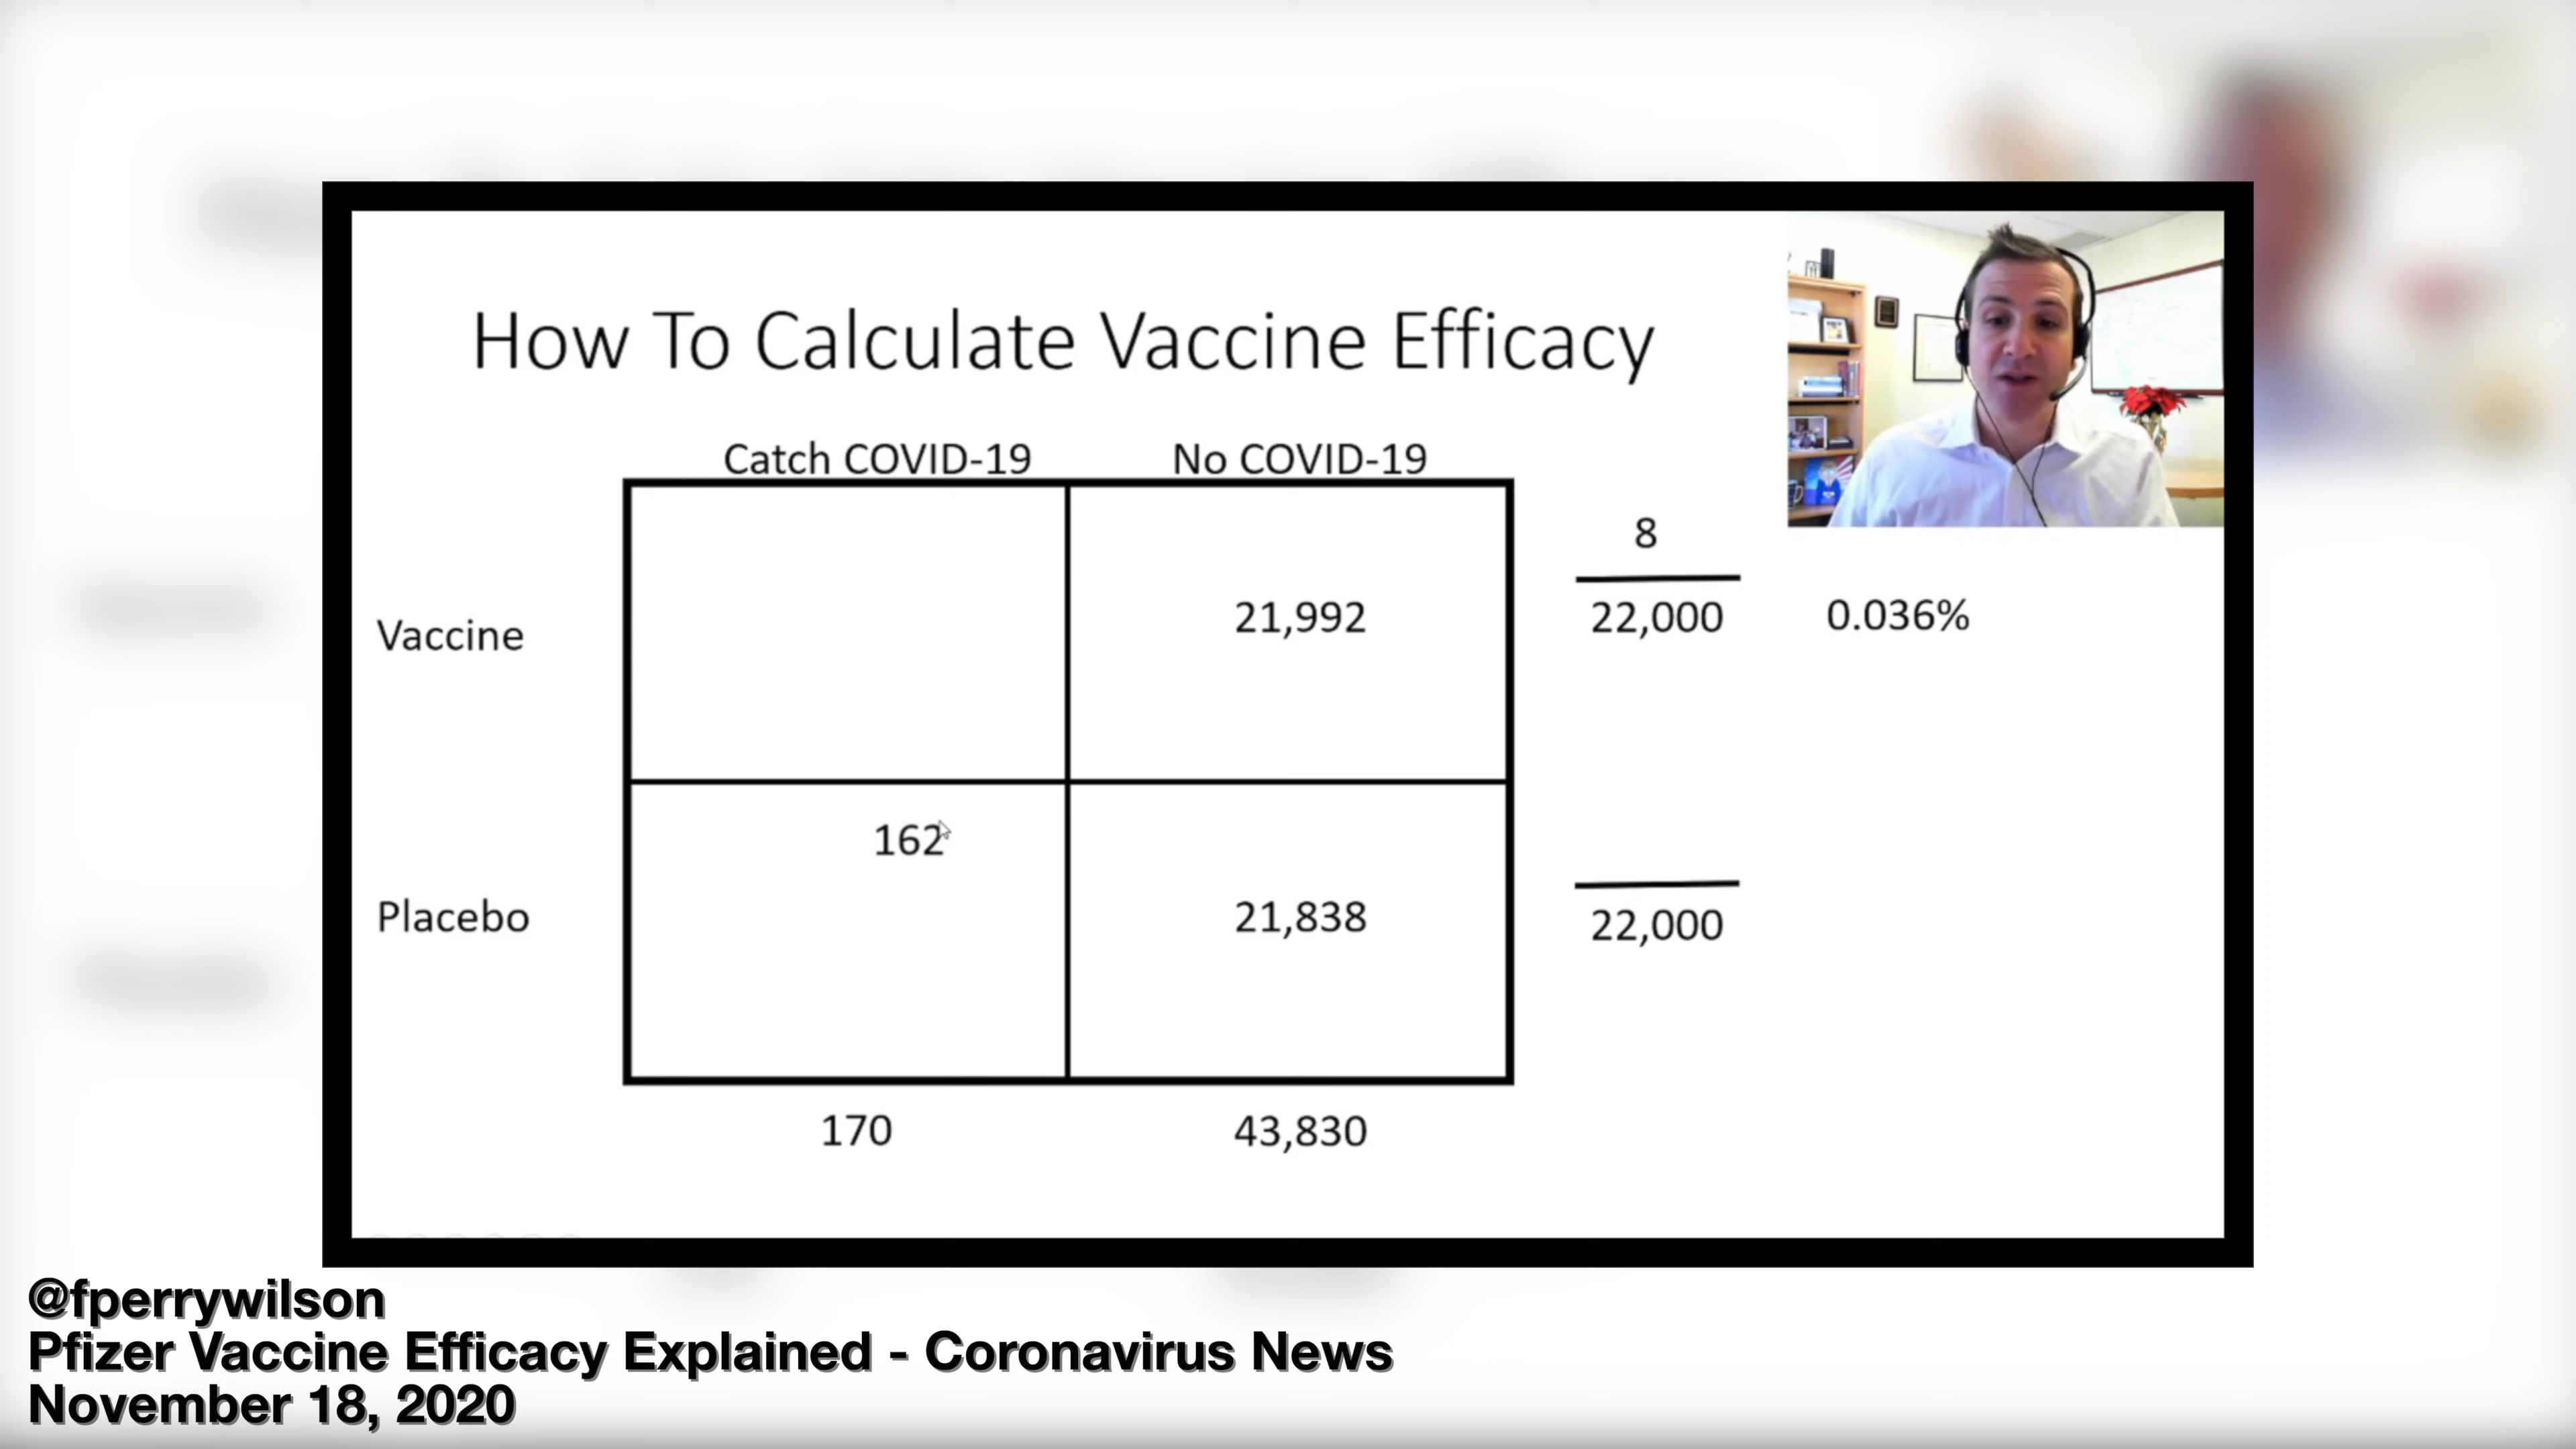 How To Calculate Vaccine Efficacy
Catch COVID-19 No COVID-19
8
Vaccine 21,992 22,000 0.036%
162
Placebo 21,838 22,000
170 43,830
@fperrywilson
Pfizer Vaccine Efficacy Explained - Coronavirus News
November 18, 2020